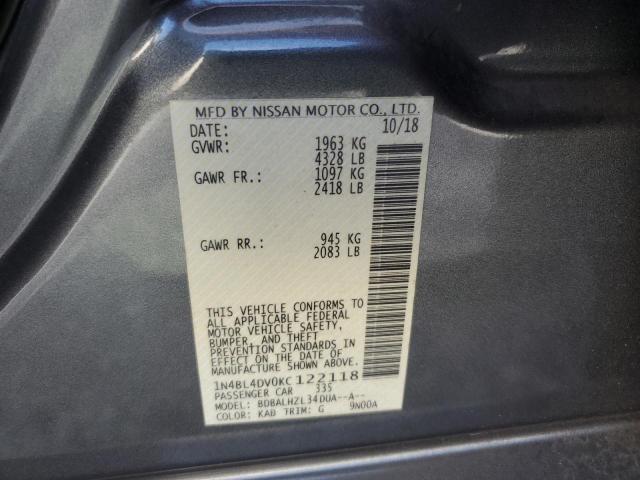 MFD BY NISSAN MOTOR CO., LTD.
DATE: 10/18
GVWR: 1963 KG
4328 LB
GAWR FR.: 1097 KG
2418 LB
GAWR RR.: 945 KG
2083 LB
THIS VEHICLE CONFORMS TO
ALL APPLICABLE FEDERAL
MOTOR VEHICLE SAFETY,
BUMPER, AND THEFT
PREVENTION STANDARDS IN
EFFECT ON THE DATE OF
MANUFACTURE SHOWN ABOVE.
1N4BL4DV0KC122118
PASSENGER CAR 335
MODEL: BDBALHZL34DUA--A--
COLOR: KAD TRIM: G 9N00A